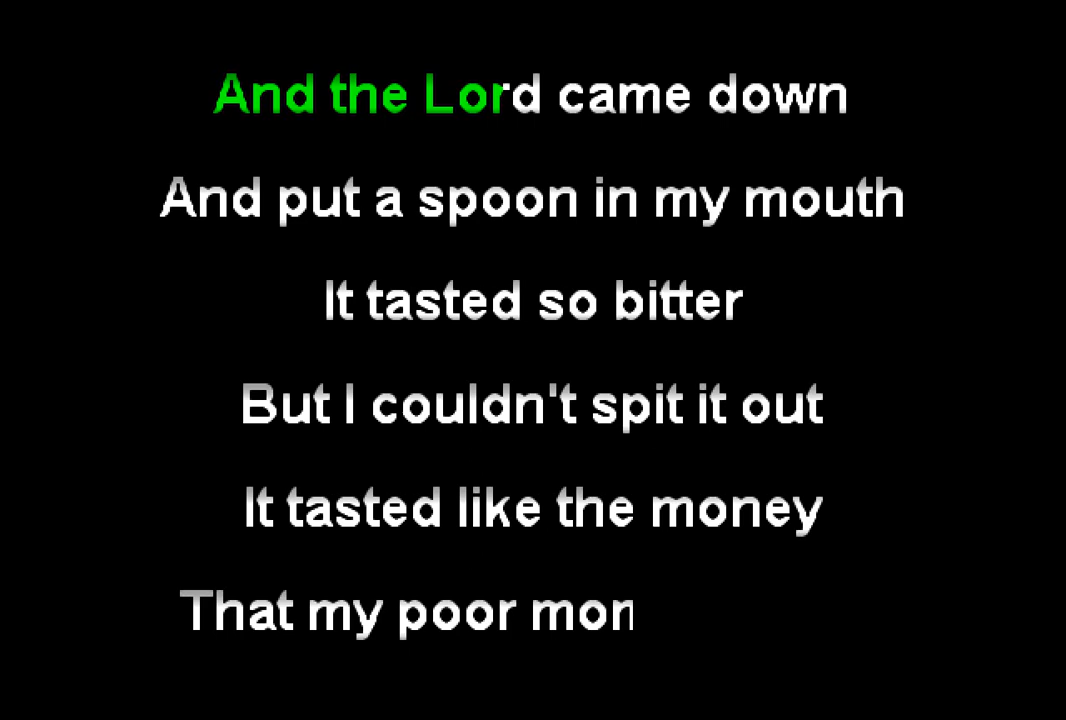 And the Lord came down
And put a spoon in my mouth
It tasted so bitter
But I couldn't spit it out
It tasted like the money
That my poor